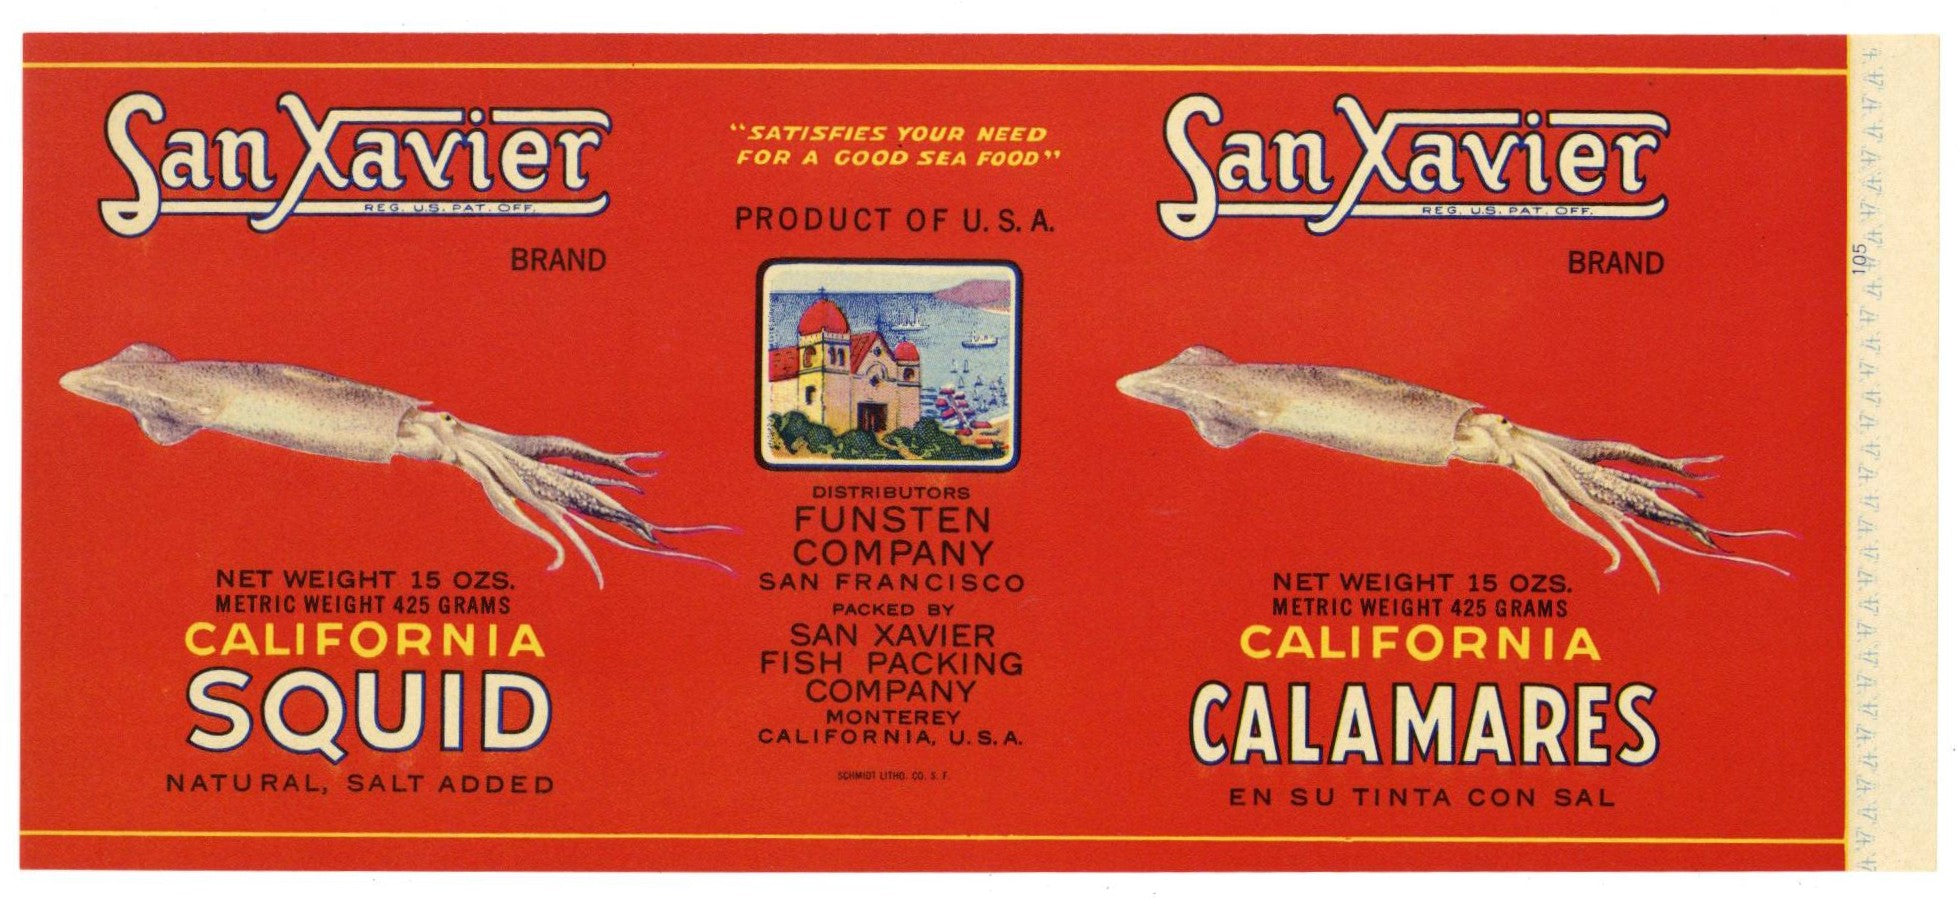 San Xavier
REG. U.S. PAT. OFF.
BRAND
NET WEIGHT 15 OZS.
METRIC WEIGHT 425 GRAMS
CALIFORNIA
SQUID
NATURAL, SALT ADDED
"SATISFIES YOUR NEED
FOR A GOOD SEA FOOD"
PRODUCT OF U.S.A.
DISTRIBUTORS
FUNSTEN
COMPANY
SAN FRANCISCO
PACKED BY
SAN XAVIER
FISH PACKING
COMPANY
MONTEREY
CALIFORNIA, U.S.A.
SCHMIDT LITHO. CO. S. F.
San Xavier
REG. U.S. PAT. OFF.
BRAND
NET WEIGHT 15 OZS.
METRIC WEIGHT 425 GRAMS
CALIFORNIA
CALAMARES
EN SU TINTA CON SAL
105